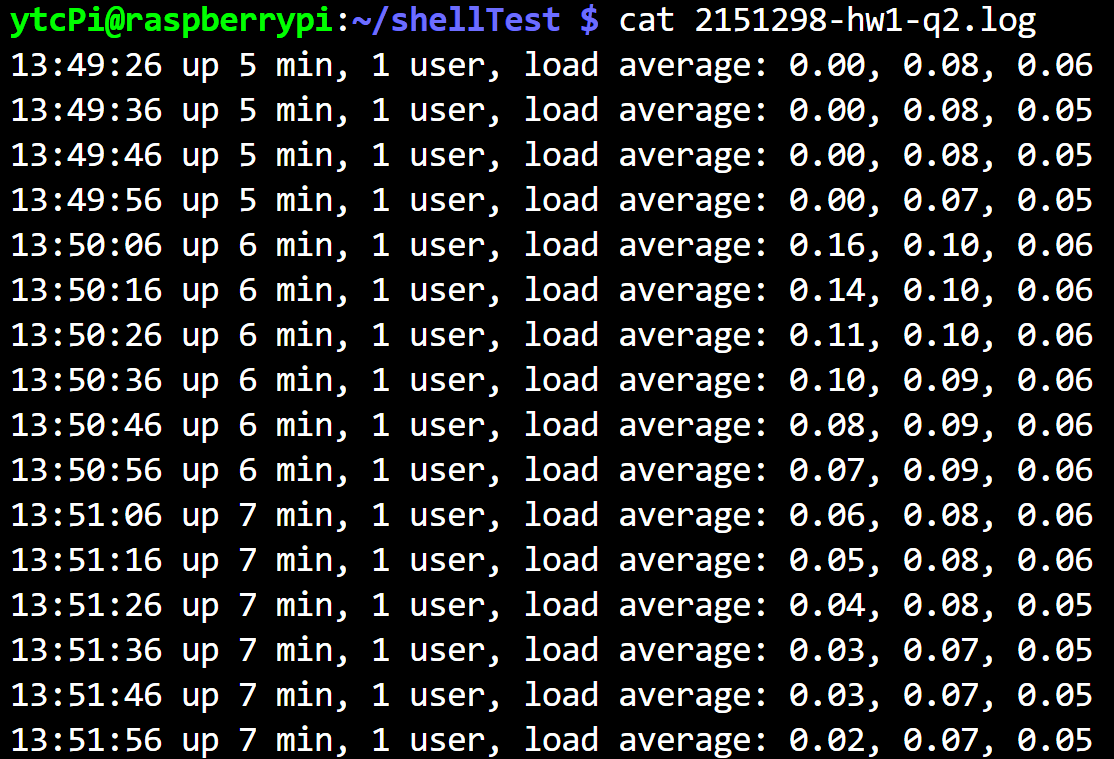 ytcPi@raspberrypi:~/shellTest $ cat 2151298-hw1-q2.log
13:49:26 up 5 min, 1 user, load average: 0.00, 0.08, 0.06
13:49:36 up 5 min, 1 user, load average: 0.00, 0.08, 0.05
13:49:46 up 5 min, 1 user, load average: 0.00, 0.08, 0.05
13:49:56 up 5 min, 1 user, load average: 0.00, 0.07, 0.05
13:50:06 up 6 min, 1 user, load average: 0.16, 0.10, 0.06
13:50:16 up 6 min, 1 user, load average: 0.14, 0.10, 0.06
13:50:26 up 6 min, 1 user, load average: 0.11, 0.10, 0.06
13:50:36 up 6 min, 1 user, load average: 0.10, 0.09, 0.06
13:50:46 up 6 min, 1 user, load average: 0.08, 0.09, 0.06
13:50:56 up 6 min, 1 user, load average: 0.07, 0.09, 0.06
13:51:06 up 7 min, 1 user, load average: 0.06, 0.08, 0.06
13:51:16 up 7 min, 1 user, load average: 0.05, 0.08, 0.06
13:51:26 up 7 min, 1 user, load average: 0.04, 0.08, 0.05
13:51:36 up 7 min, 1 user, load average: 0.03, 0.07, 0.05
13:51:46 up 7 min, 1 user, load average: 0.03, 0.07, 0.05
13:51:56 up 7 min, 1 user, load average: 0.02, 0.07, 0.05